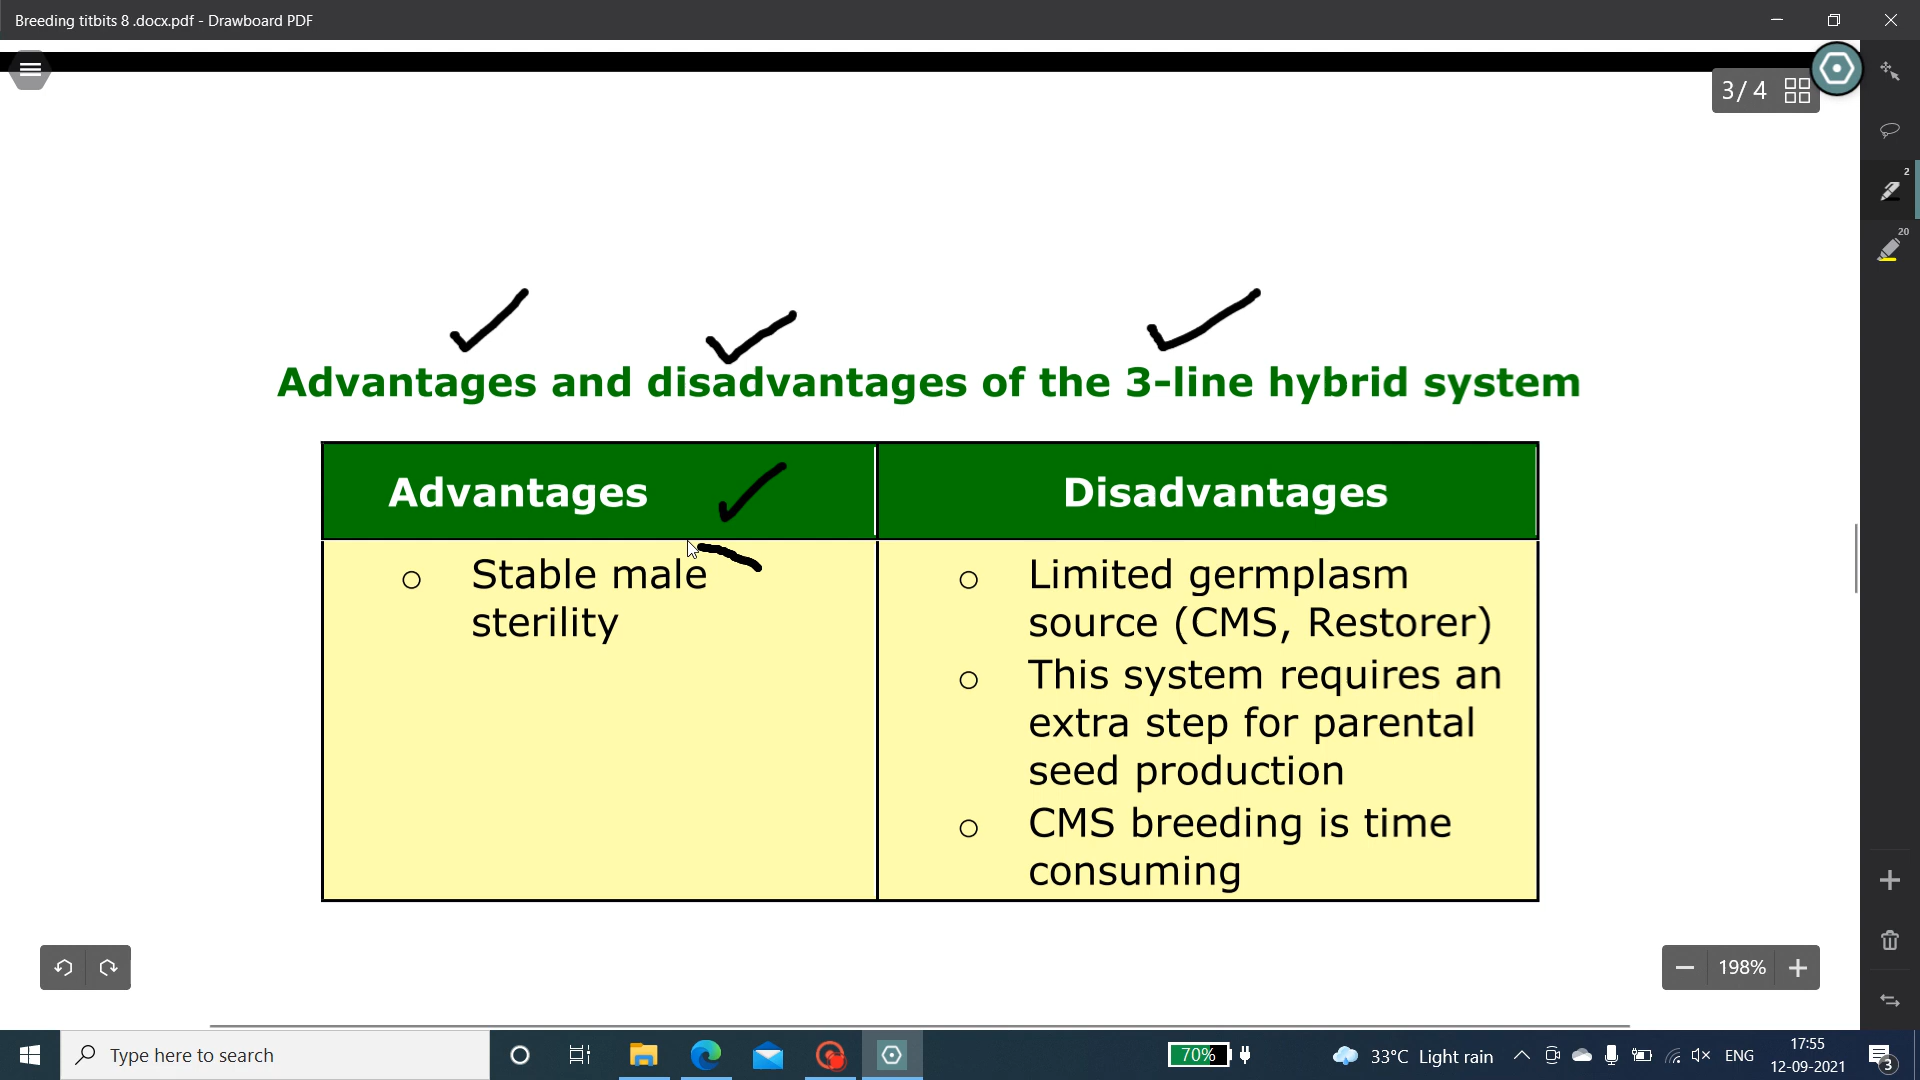 Breeding titbits 8 .docx.pdf - Drawboard PDF
3 / 4
2
20
Advantages and disadvantages of the 3-line hybrid system
Advantages
Disadvantages
Stable male
sterility
Limited germplasm
source (CMS, Restorer)
This system requires an
extra step for parental
seed production
CMS breeding is time
consuming
198%
Type here to search
70%
33°C Light rain
ENG
17:55
12-09-2021
3